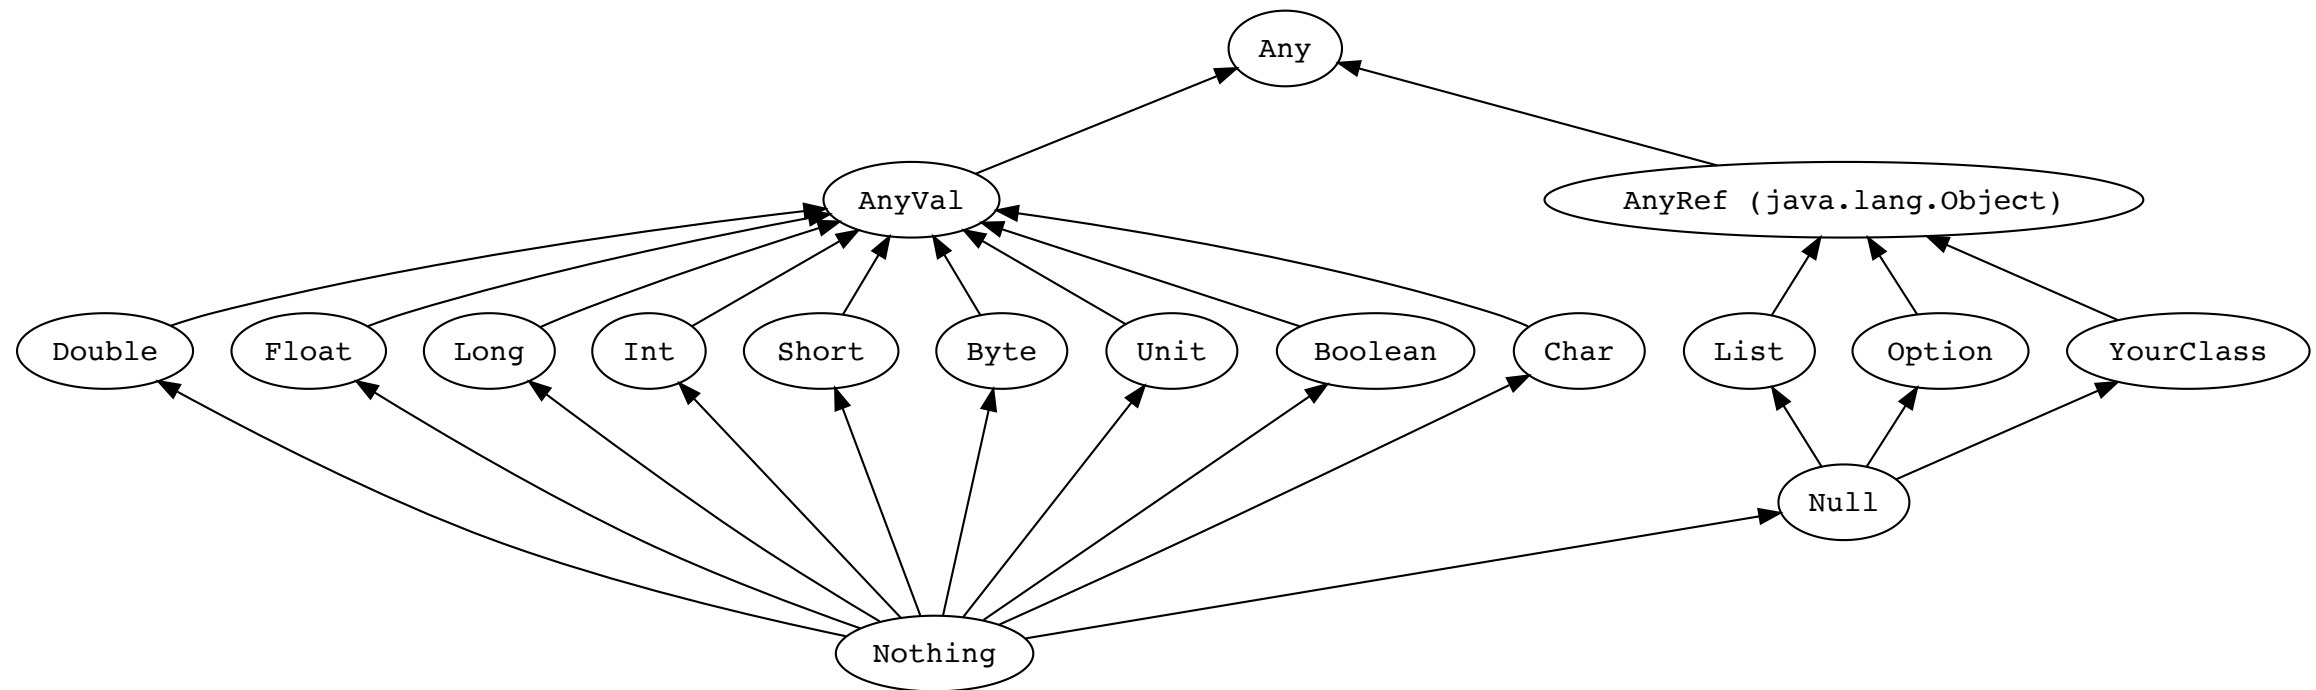 Any
AnyVal
AnyRef (java.lang.Object)
Double
Float
Long
Int
Short
Byte
Unit
Boolean
Char
List
Option
YourClass
Null
Nothing